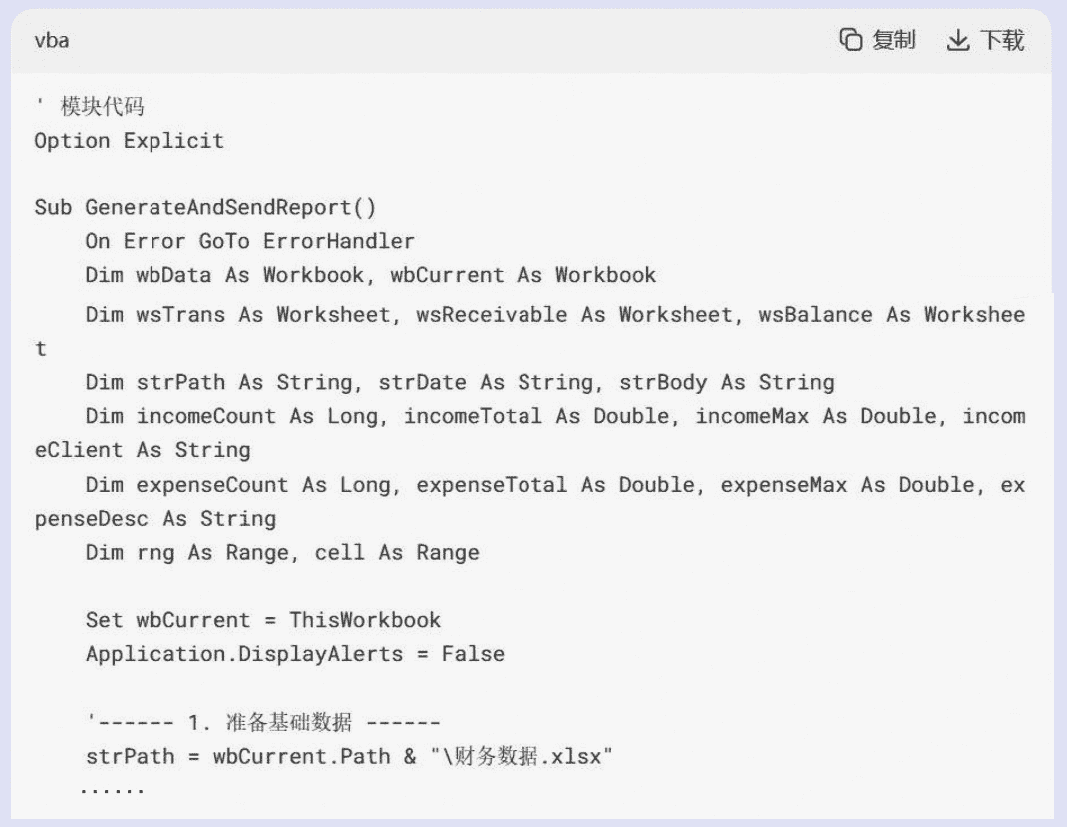 vba
复制
下载
' 模块代码
Option Explicit
Sub GenerateAndSendReport()
    On Error GoTo ErrorHandler
    Dim wbData As Workbook, wbCurrent As Workbook
    Dim wsTrans As Worksheet, wsReceivable As Worksheet, wsBalance As Workshee
t
    Dim strPath As String, strDate As String, strBody As String
    Dim incomeCount As Long, incomeTotal As Double, incomeMax As Double, incom
eClient As String
    Dim expenseCount As Long, expenseTotal As Double, expenseMax As Double, ex
penseDesc As String
    Dim rng As Range, cell As Range
    Set wbCurrent = ThisWorkbook
    Application.DisplayAlerts = False
    '------ 1. 准备基础数据 ------
    strPath = wbCurrent.Path & "\财务数据.xlsx"
    ......